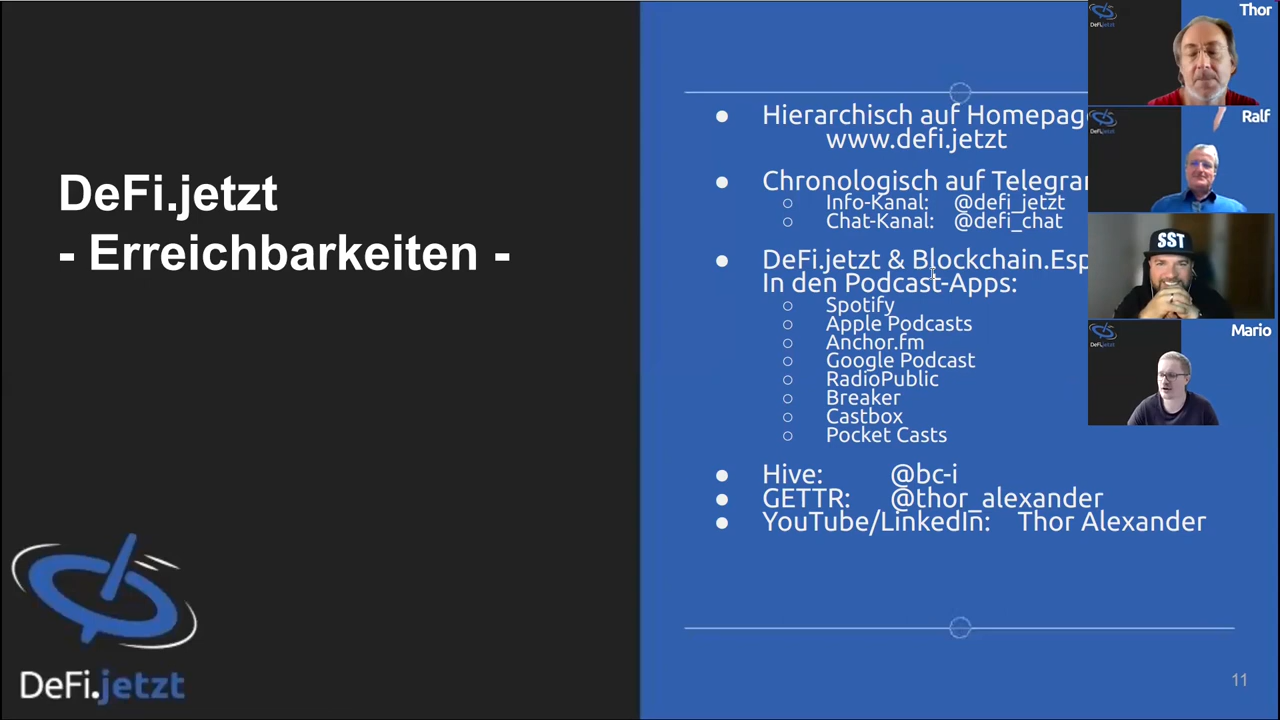 DeFi.jetzt
- Erreichbarkeiten -
DeFi.jetzt
Hierarchisch auf Homepag
www.defi.jetzt
Chronologisch auf Telegra
Info-Kanal: @defi_jetzt
Chat-Kanal: @defi_chat
DeFi.jetzt & Blockchain.Esp
In den Podcast-Apps:
Spotify
Apple Podcasts
Anchor.fm
Google Podcast
RadioPublic
Breaker
Castbox
Pocket Casts
Hive: @bc-i
GETTR: @thor_alexander
YouTube/LinkedIn: Thor Alexander
11
Thor
Ralf
SST
Mario